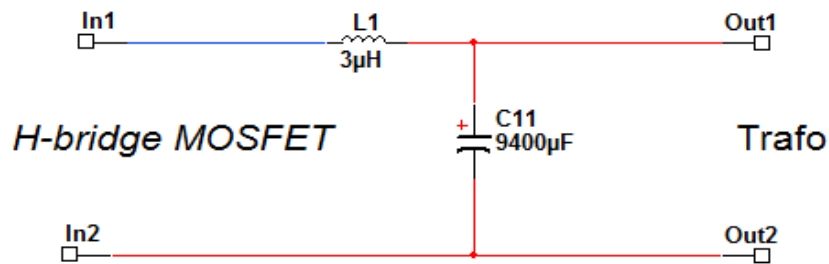 In1
L1
Out1
3µH
+
C11
H-bridge MOSFET
9400µF
Trafo
In2
Out2